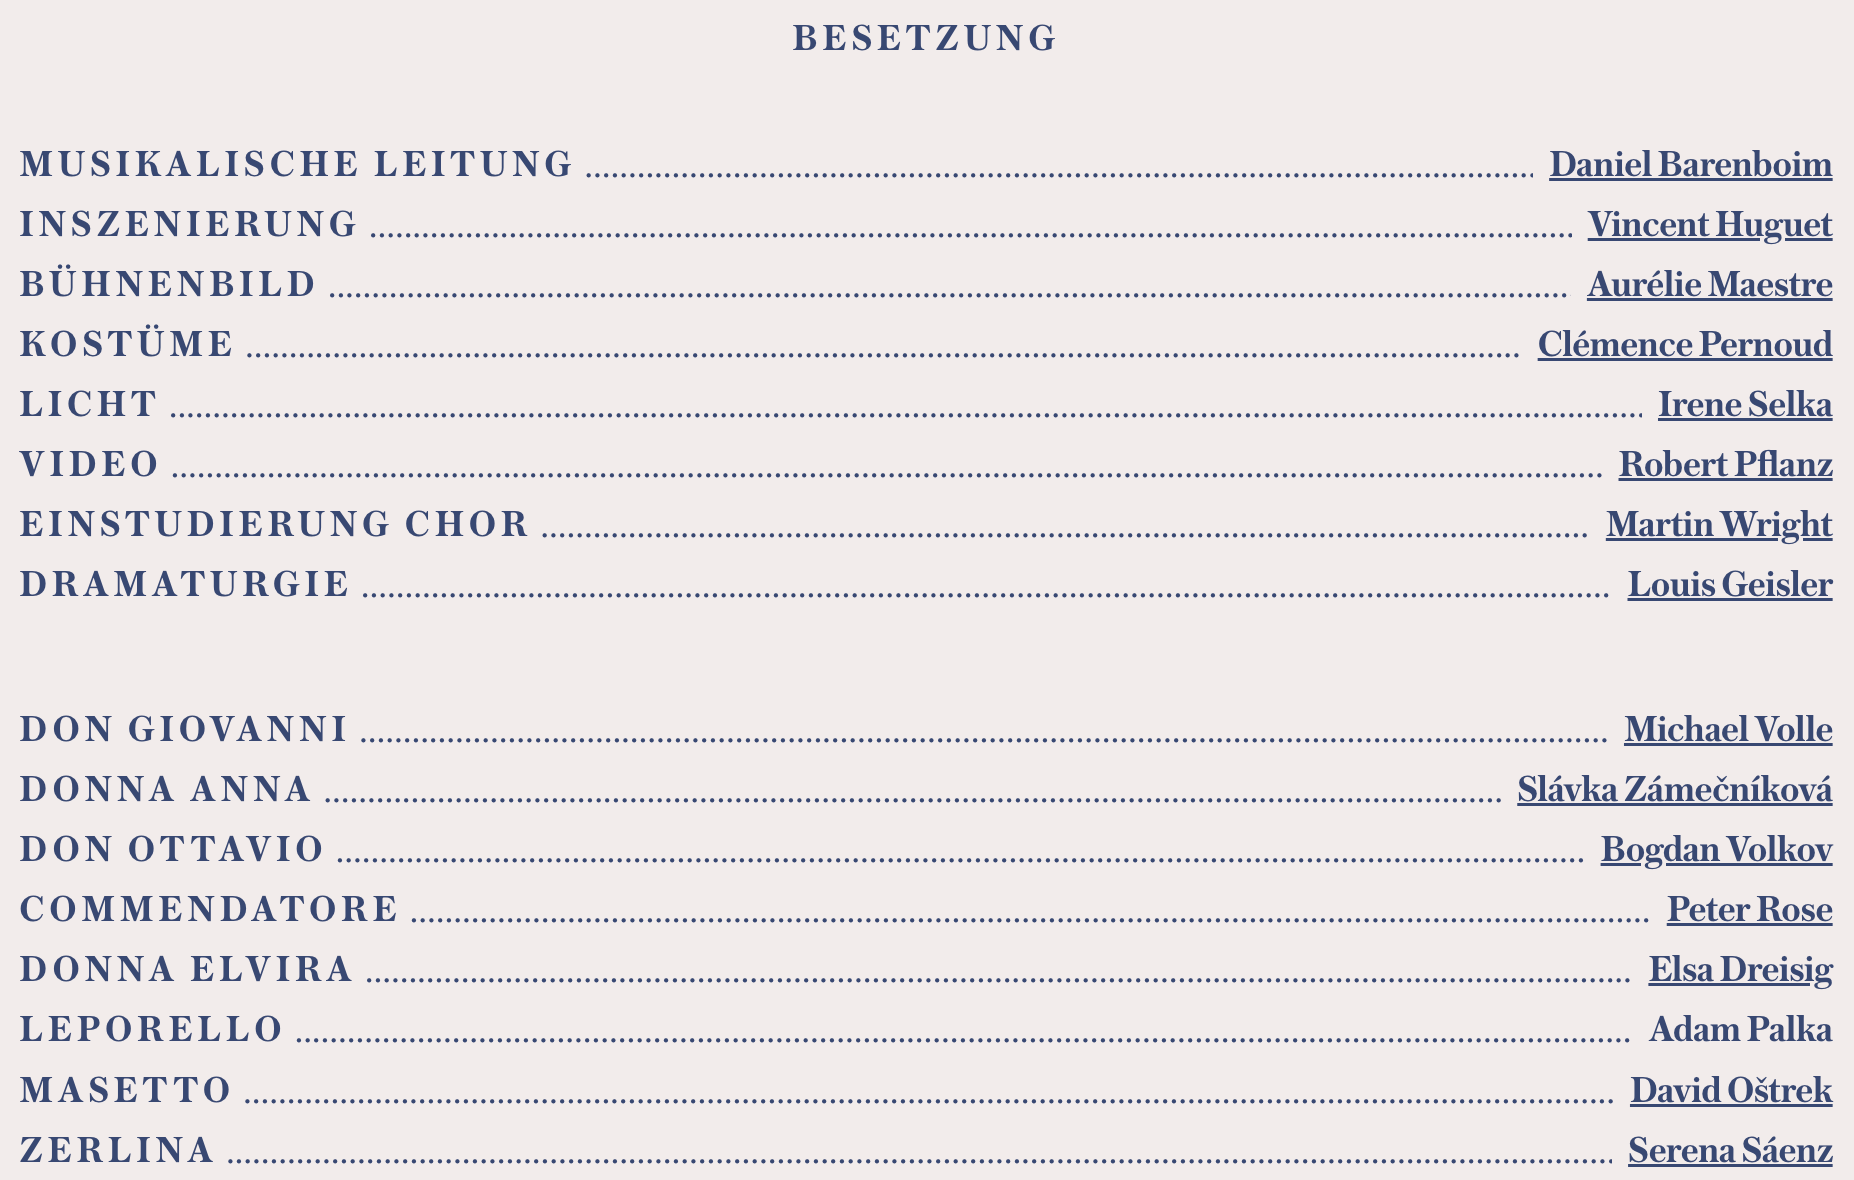 BESETZUNG
MUSIKALISCHE LEITUNG Daniel Barenboim
INSZENIERUNG Vincent Huguet
BÜHNENBILD Aurélie Maestre
KOSTÜME Clémence Pernoud
LICHT Irene Selka
VIDEO Robert Pflanz
EINSTUDIERUNG CHOR Martin Wright
DRAMATURGIE Louis Geisler
DON GIOVANNI Michael Volle
DONNA ANNA Slávka Zámečníková
DON OTTAVIO Bogdan Volkov
COMMENDATORE Peter Rose
DONNA ELVIRA Elsa Dreisig
LEPORELLO Adam Palka
MASETTO David Oštrek
ZERLINA Serena Sáenz